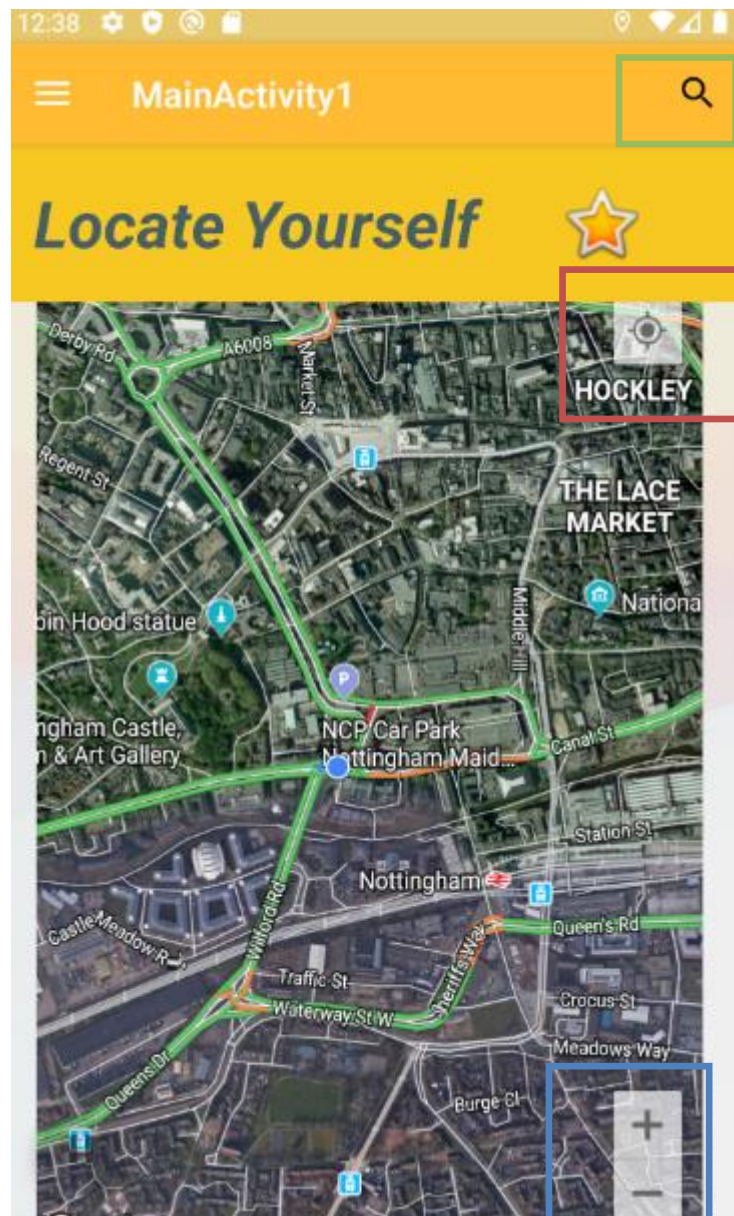 12:38
MainActivity1
Locate Yourself
Derby Rd
A6008
Market St
HOCKLEY
Regent St
THE LACE
MARKET
Middle Hill
bin Hood statue
Nationa
P
ngham Castle,
n & Art Gallery
NCP Car Park
Nottingham Maid...
Canal St
Station St
Nottingham
Castle Meadow R
Wilford Rd
Queen's Rd
Traffic St
heriffs Way
Crocus St
Waterway St W
Meadows Way
Queens Dr
Burge Cl
+
−